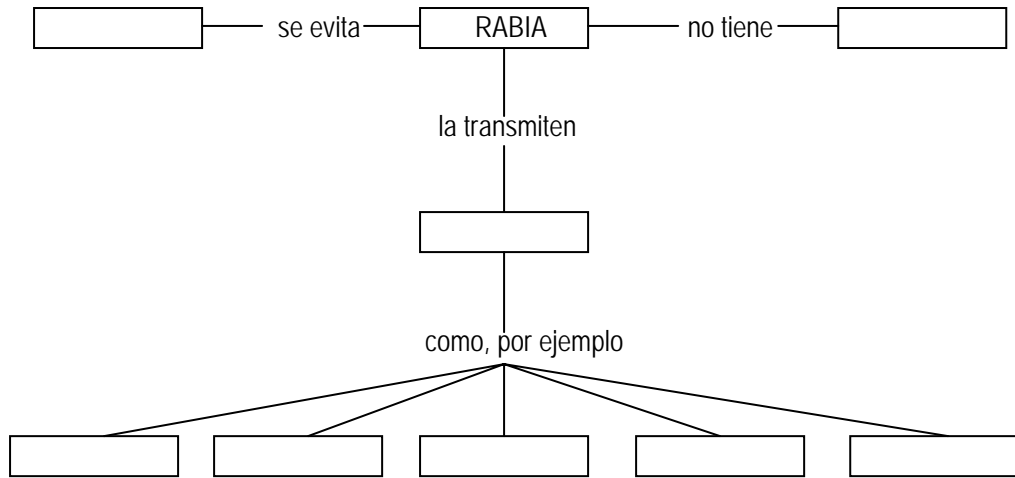 se evita RABIA no tiene
la transmiten
como, por ejemplo